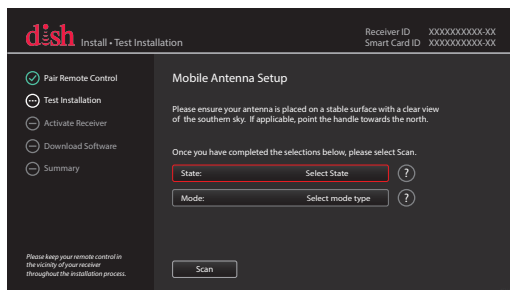 dish Install • Test Installation
Receiver ID XXXXXXXXXX-XX
Smart Card ID XXXXXXXXXX-XX
Pair Remote Control
Test Installation
Activate Receiver
Download Software
Summary
Please keep your remote control in
the vicinity of your receiver
throughout the installation process.
Mobile Antenna Setup
Please ensure your antenna is placed on a stable surface with a clear view
of the southern sky. If applicable, point the handle towards the north.
Once you have completed the selections below, please select Scan.
State: Select State ?
Mode: Select mode type ?
Scan